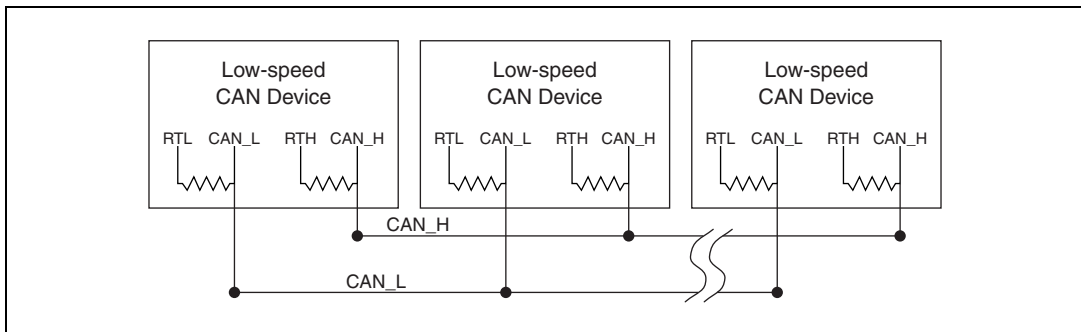 Low-speed
CAN Device
RTL CAN_L RTH CAN_H
Low-speed
CAN Device
RTL CAN_L RTH CAN_H
Low-speed
CAN Device
RTL CAN_L RTH CAN_H
CAN_H
CAN_L